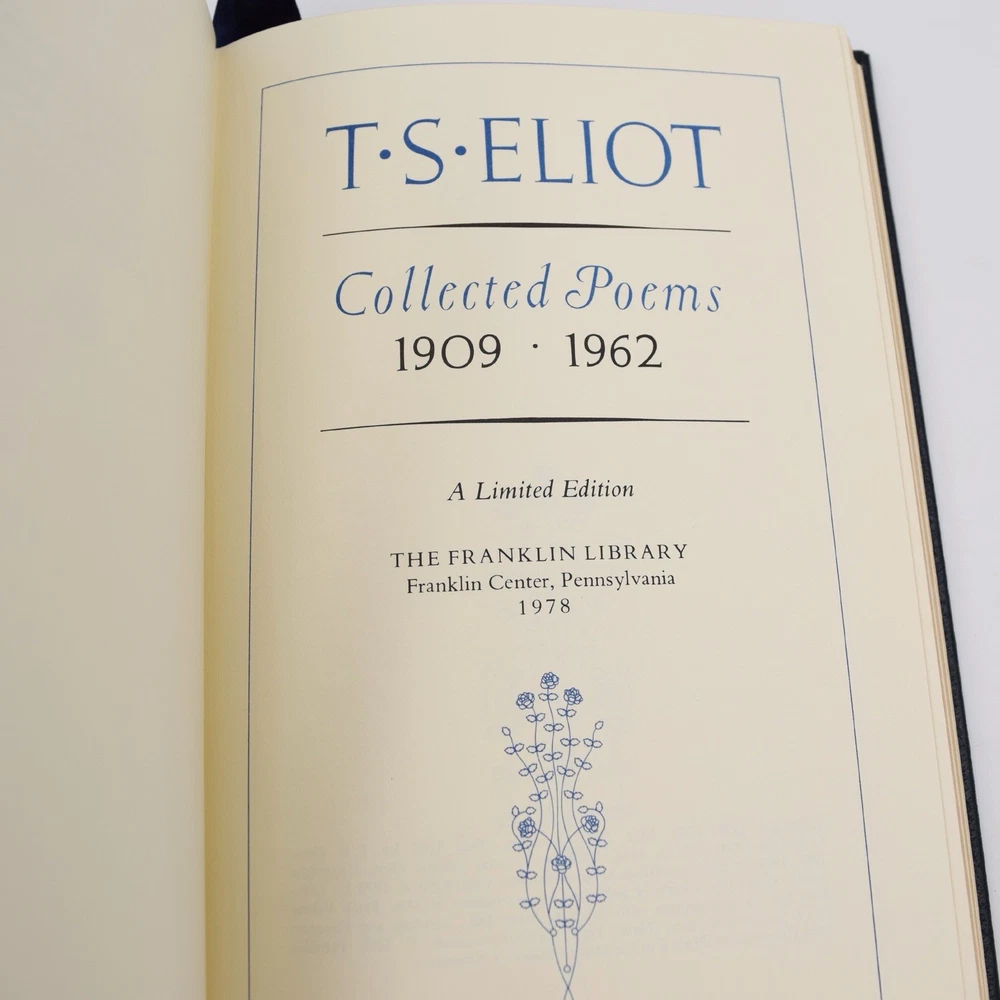 T·S·ELIOT
Collected Poems
1909 · 1962
A Limited Edition
THE FRANKLIN LIBRARY
Franklin Center, Pennsylvania
1978